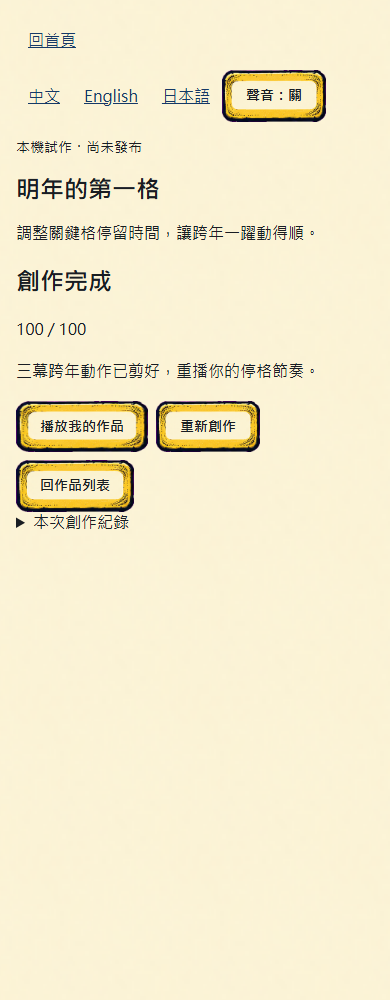 回首頁
中文 English 日本語 聲音：關
本機試作・尚未發布
明年的第一格
調整關鍵格停留時間，讓跨年一躍動得順。
創作完成
100 / 100
三幕跨年動作已剪好，重播你的停格節奏。
播放我的作品 重新創作
回作品列表
▶ 本次創作紀錄